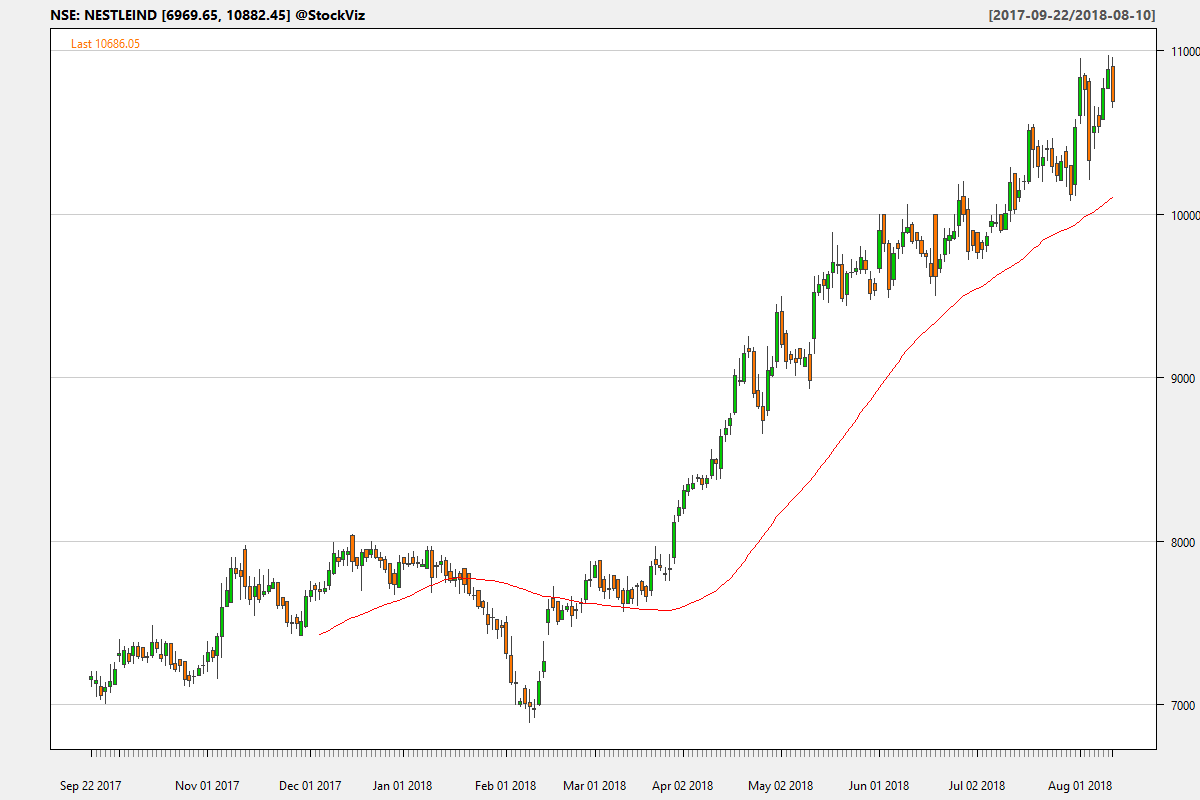 NSE: NESTLEIND [6969.65, 10882.45] @StockViz
[2017-09-22/2018-08-10]
Last 10686.05
11000
10000
9000
8000
7000
Sep 22 2017
Nov 01 2017
Dec 01 2017
Jan 01 2018
Feb 01 2018
Mar 01 2018
Apr 02 2018
May 02 2018
Jun 01 2018
Jul 02 2018
Aug 01 2018